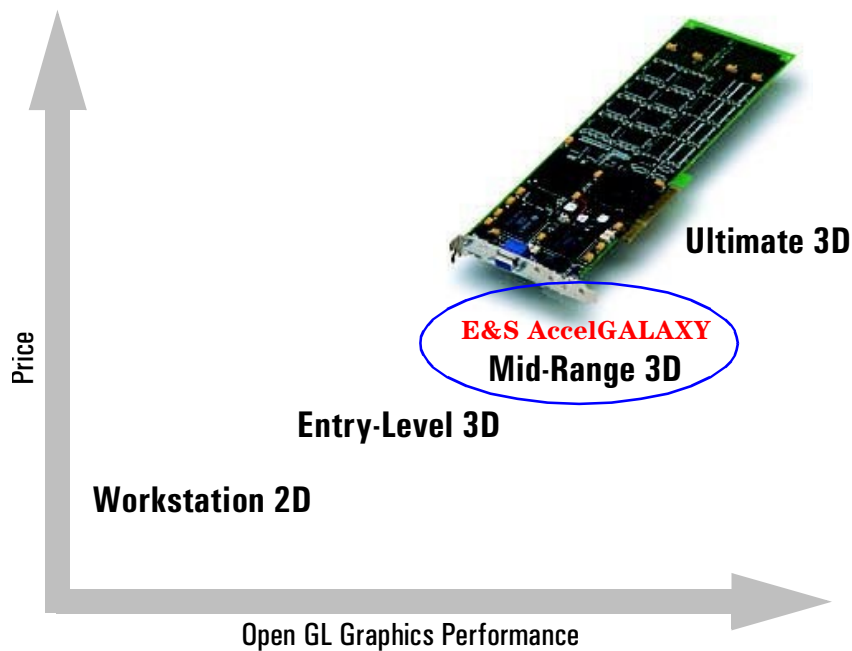 Ultimate 3D
E&S AccelGALAXY
Mid-Range 3D
Price
Entry-Level 3D
Workstation 2D
Open GL Graphics Performance